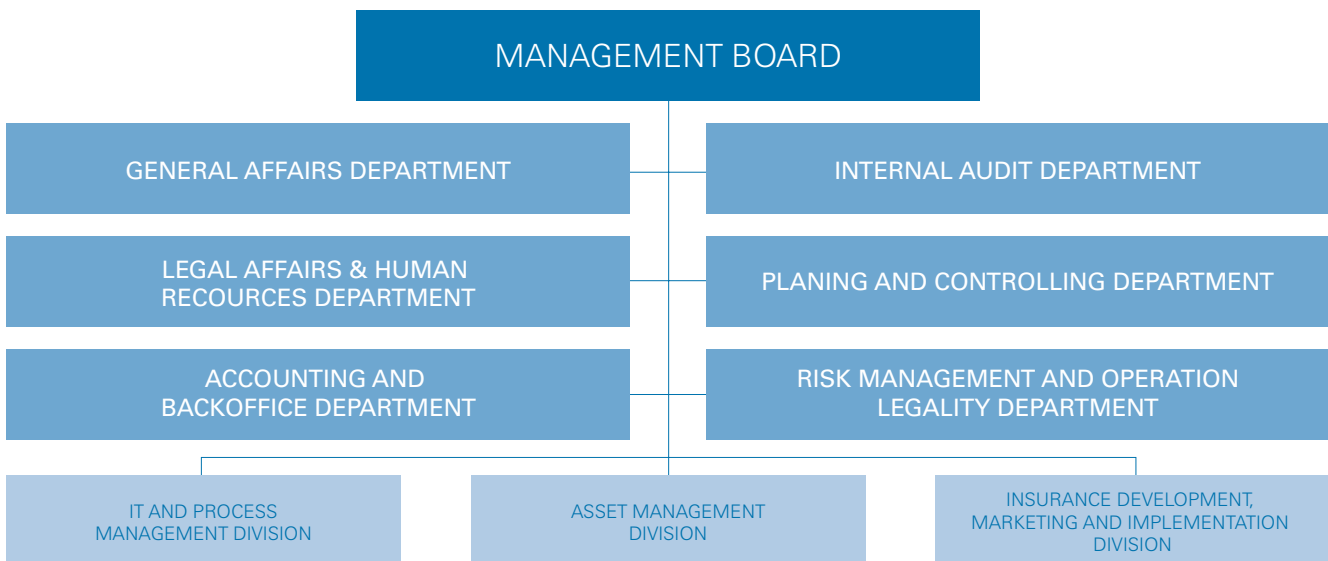 MANAGEMENT BOARD
GENERAL AFFAIRS DEPARTMENT
INTERNAL AUDIT DEPARTMENT
LEGAL AFFAIRS & HUMAN
RECOURCES DEPARTMENT
PLANING AND CONTROLLING DEPARTMENT
ACCOUNTING AND
BACKOFFICE DEPARTMENT
RISK MANAGEMENT AND OPERATION
LEGALITY DEPARTMENT
IT AND PROCESS
MANAGEMENT DIVISION
ASSET MANAGEMENT
DIVISION
INSURANCE DEVELOPMENT,
MARKETING AND IMPLEMENTATION
DIVISION